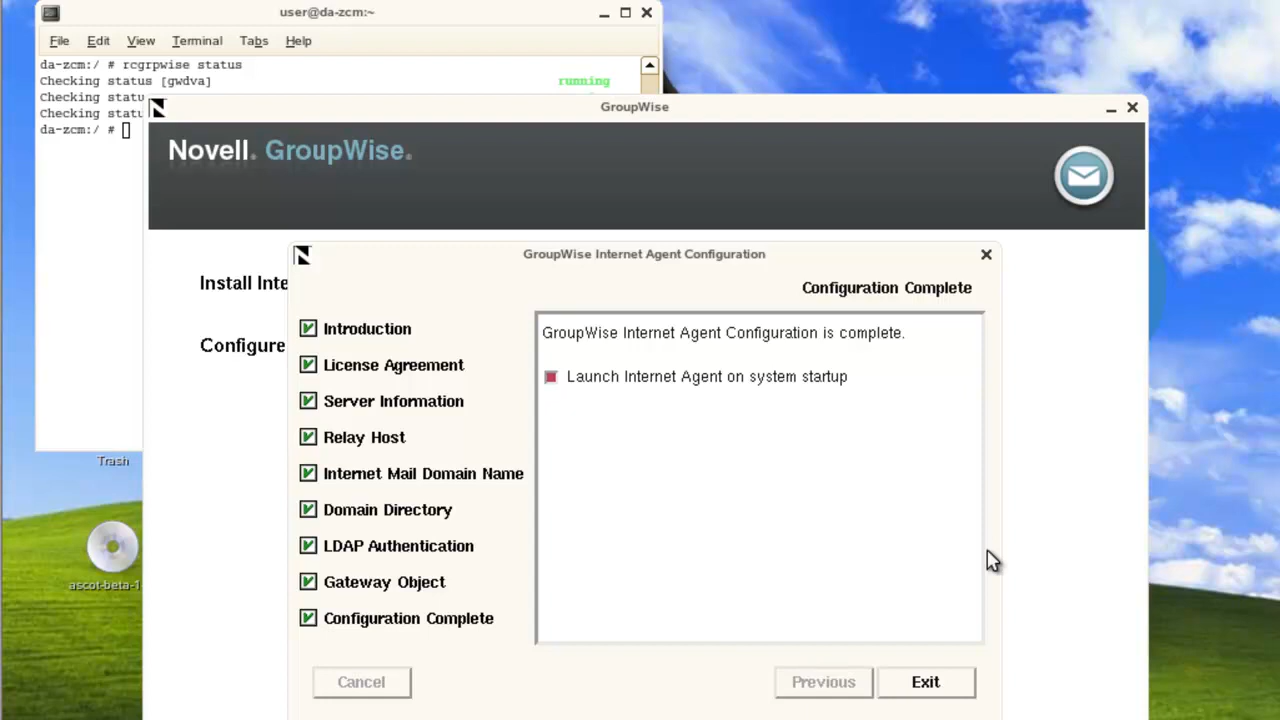 user@da-zcm:~
File Edit View Terminal Tabs Help
da-zcm:/ # rcgrpwise status
Checking status [gwdva] running
Checking statu
Checking statu
da-zcm:/ #
GroupWise
Novell. GroupWise.
Install Inte
Configure
GroupWise Internet Agent Configuration
Configuration Complete
Introduction
License Agreement
Server Information
Relay Host
Internet Mail Domain Name
Domain Directory
LDAP Authentication
Gateway Object
Configuration Complete
GroupWise Internet Agent Configuration is complete.
Launch Internet Agent on system startup
Cancel Previous Exit
Trash
ascot-beta-1